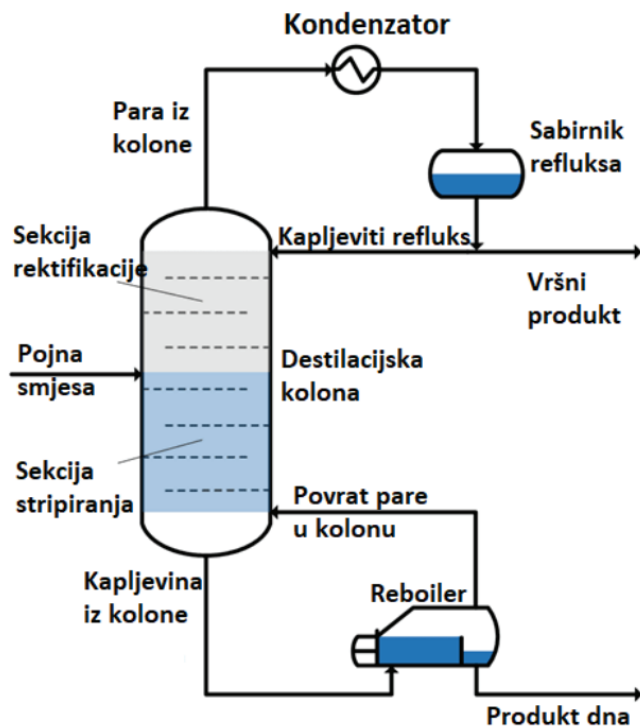 Kondenzator
Para iz
kolone
Sabirnik
refluksa
Sekcija
rektifikacije
Kapljeviti refluks
Vršni
produkt
Pojna
smjesa
Destilacijska
kolona
Sekcija
stripiranja
Povrat pare
u kolonu
Kapljevina
iz kolone
Reboiler
Produkt dna